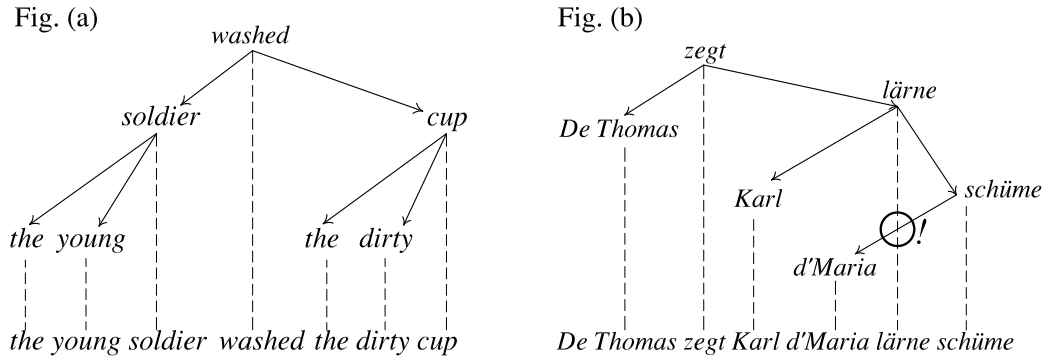 Fig. (a)
Fig. (b)
washed
zegt
lärne
soldier
cup
De Thomas
Karl
schüme
the young
the dirty
!
d'Maria
the young soldier washed the dirty cup
De Thomas zegt Karl d'Maria lärne schüme